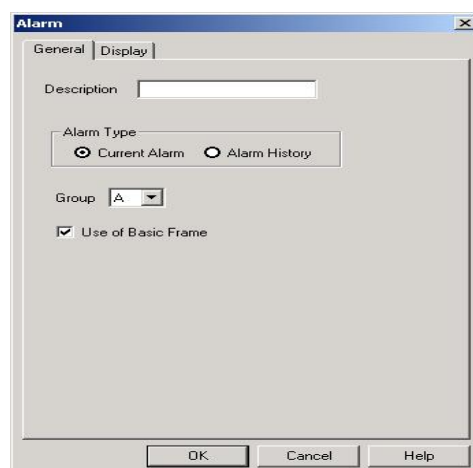 Alarm
General Display
Description
Alarm Type
Current Alarm Alarm History
Group A
Use of Basic Frame
OK Cancel Help